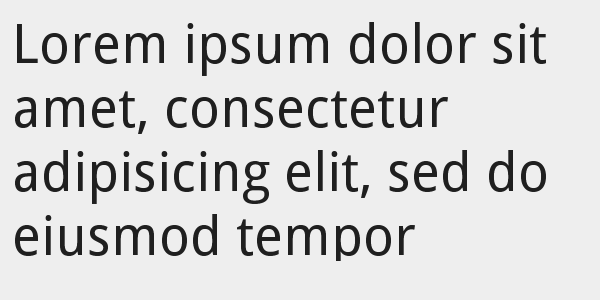 Lorem ipsum dolor sit
amet, consectetur
adipisicing elit, sed do
eiusmod tempor